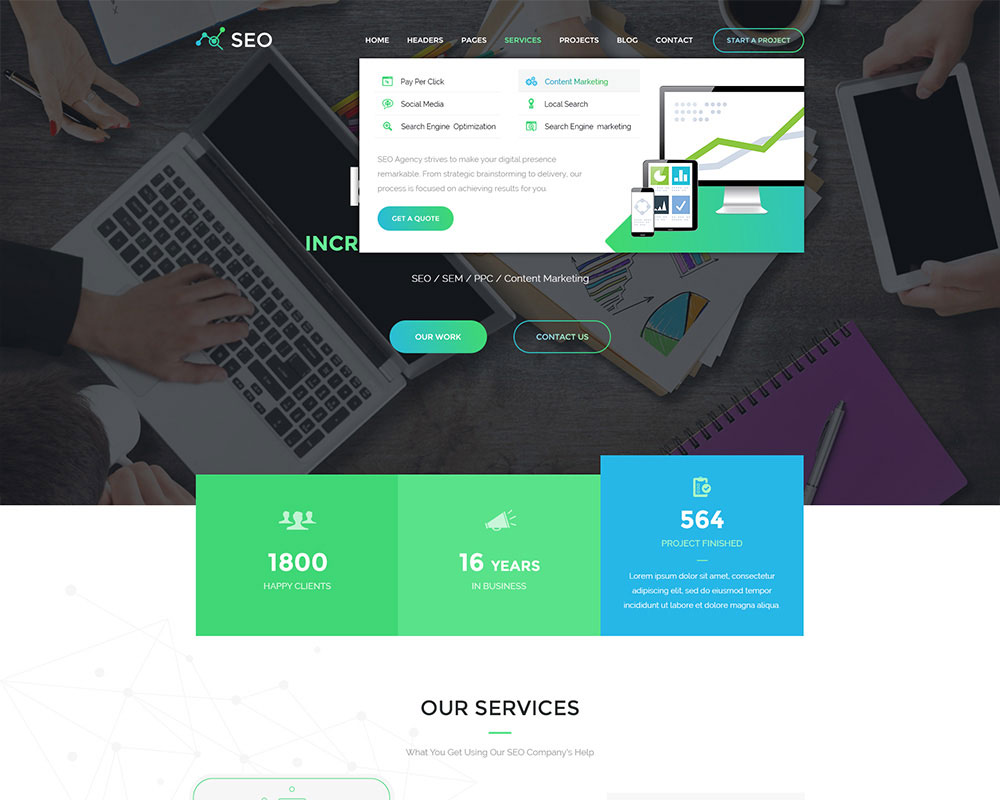 SEO
HOME HEADERS PAGES SERVICES PROJECTS BLOG CONTACT START A PROJECT
Pay Per Click
Content Marketing
Social Media
Local Search
Search Engine Optimization
Search Engine marketing
SEO Agency strives to make your digital presence
remarkable. From strategic brainstorming to delivery, our
process is focused on achieving results for you.
GET A QUOTE
INCR
SEO / SEM / PPC / Content Marketing
OUR WORK
CONTACT US
1800
HAPPY CLIENTS
16 YEARS
IN BUSINESS
564
PROJECT FINISHED
Lorem ipsum dolor sit amet, consectetur
adipiscing elit, sed do eiusmod tempor
incididunt ut labore et dolore magna aliqua
OUR SERVICES
What You Get Using Our SEO Company's Help